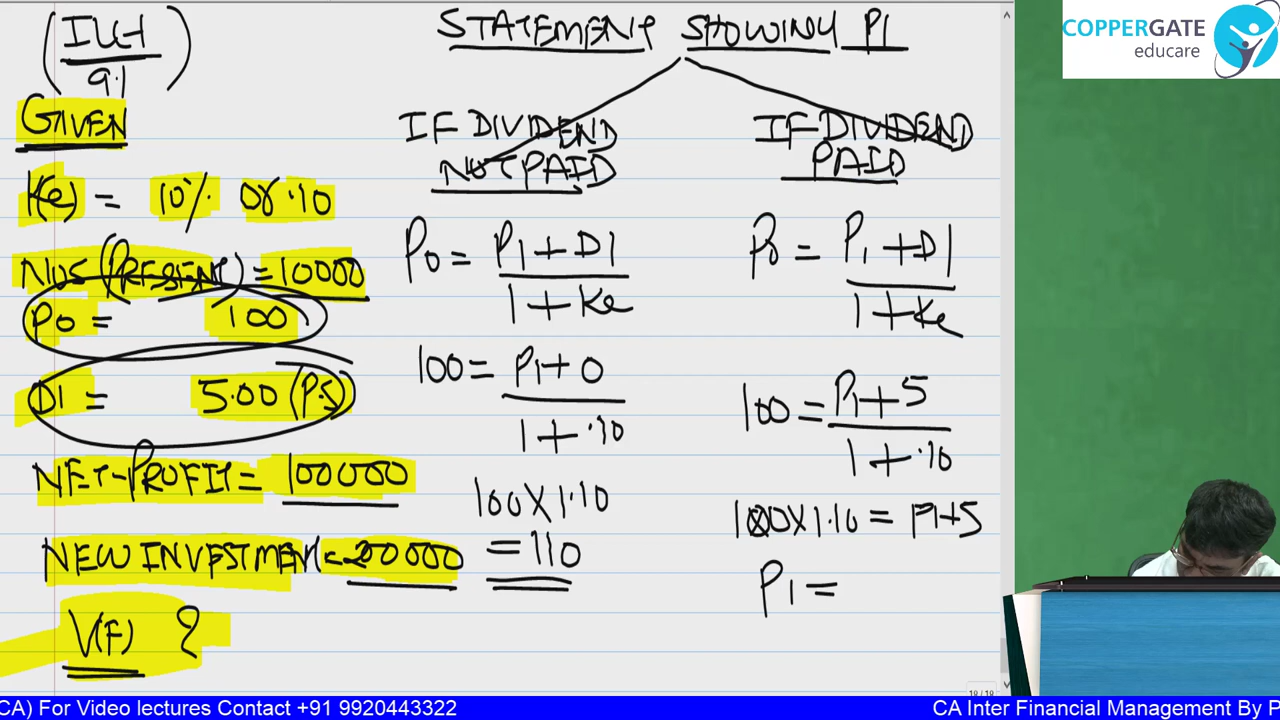 (ILL-1
9.1)
GIVEN
Ke) = 10% or .10
NOS (PRESENT) = 10000
P0 = 100
D1 = 5.00 (P.S)
NET-PROFIT = 100000
NEW INVESTMENT = 200000
V(F) ?
STATEMENT SHOWING P1
IF DIVIDEND
NOT PAID
P0 = P1 + D1
1 + Ke
100 = P1 + 0
1 + .10
100 X 1.10
= 110
IF DIVIDEND
PAID
P0 = P1 + D1
1 + Ke
100 = P1 + 5
1 + .10
100 X 1.10 = P1 + 5
P1 =
COPPERGATE
educare
CA) For Video lectures Contact +91 9920443322
CA Inter Financial Management By P